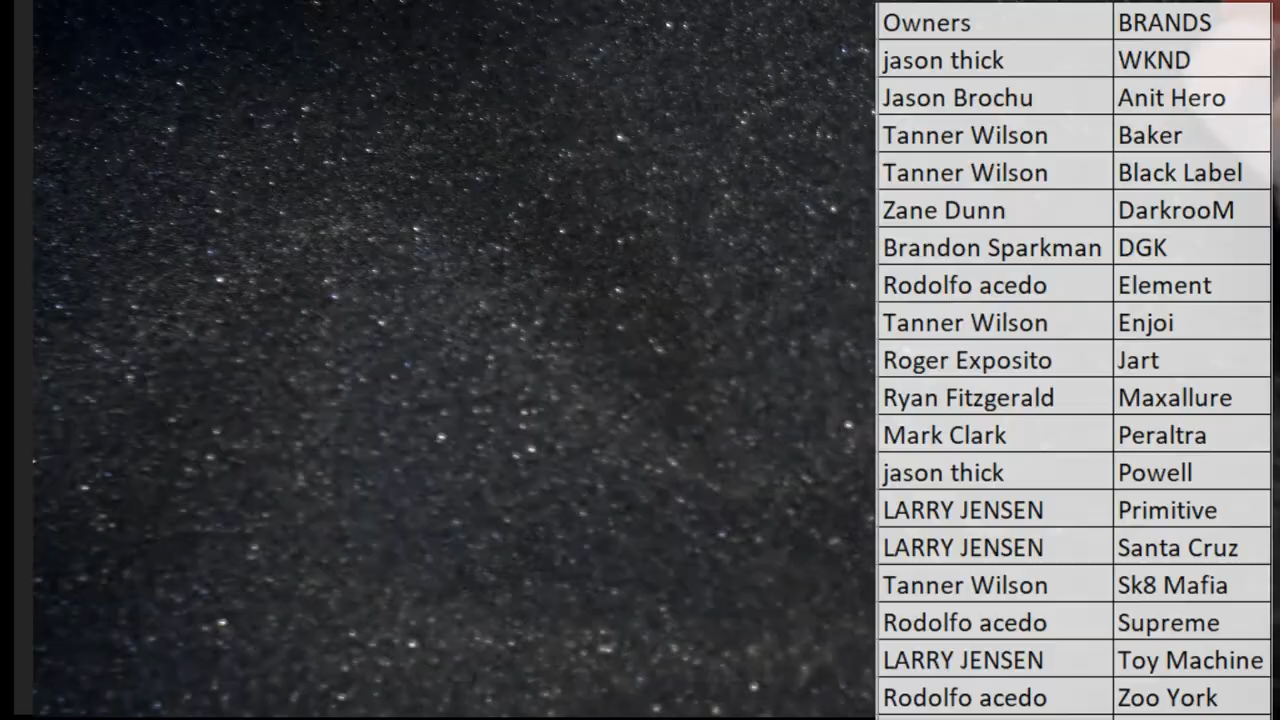 Owners BRANDS
jason thick WKND
Jason Brochu Anit Hero
Tanner Wilson Baker
Tanner Wilson Black Label
Zane Dunn DarkrooM
Brandon Sparkman DGK
Rodolfo acedo Element
Tanner Wilson Enjoi
Roger Exposito Jart
Ryan Fitzgerald Maxallure
Mark Clark Peraltra
jason thick Powell
LARRY JENSEN Primitive
LARRY JENSEN Santa Cruz
Tanner Wilson Sk8 Mafia
Rodolfo acedo Supreme
LARRY JENSEN Toy Machine
Rodolfo acedo Zoo York